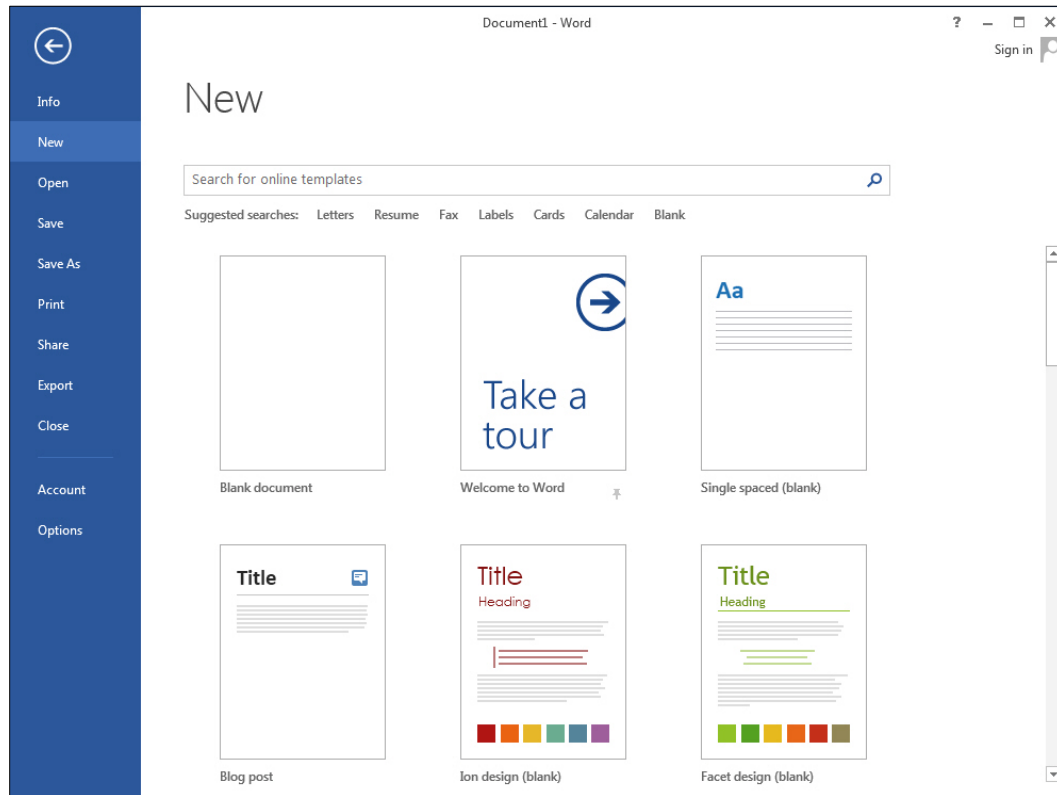 Document1 - Word
?
Sign in
Info
New
Open
Save
Save As
Print
Share
Export
Close
Account
Options
New
Search for online templates
Suggested searches: Letters Resume Fax Labels Cards Calendar Blank
Take a
tour
Aa
Blank document
Welcome to Word
Single spaced (blank)
Title
Title
Heading
Title
Heading
Blog post
Ion design (blank)
Facet design (blank)